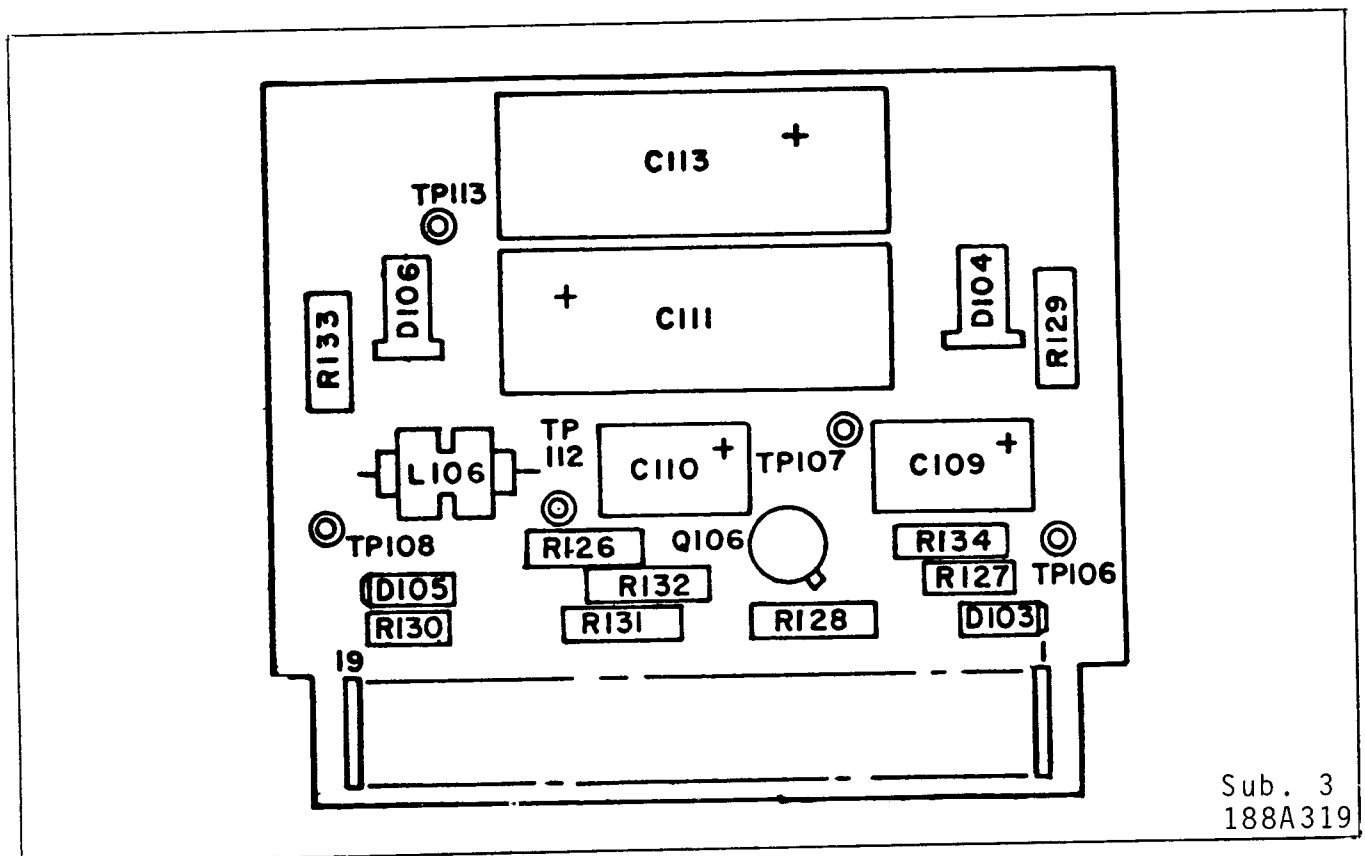 C113 +
TP113
D106
+ C111
D104
R133
R129
TP
112
C110 +
TP107
C109 +
L106
TP108
R126
Q106
R134
TP106
R132
R127
D105
R131
R128
D103
R130
19
1
Sub. 3
188A319